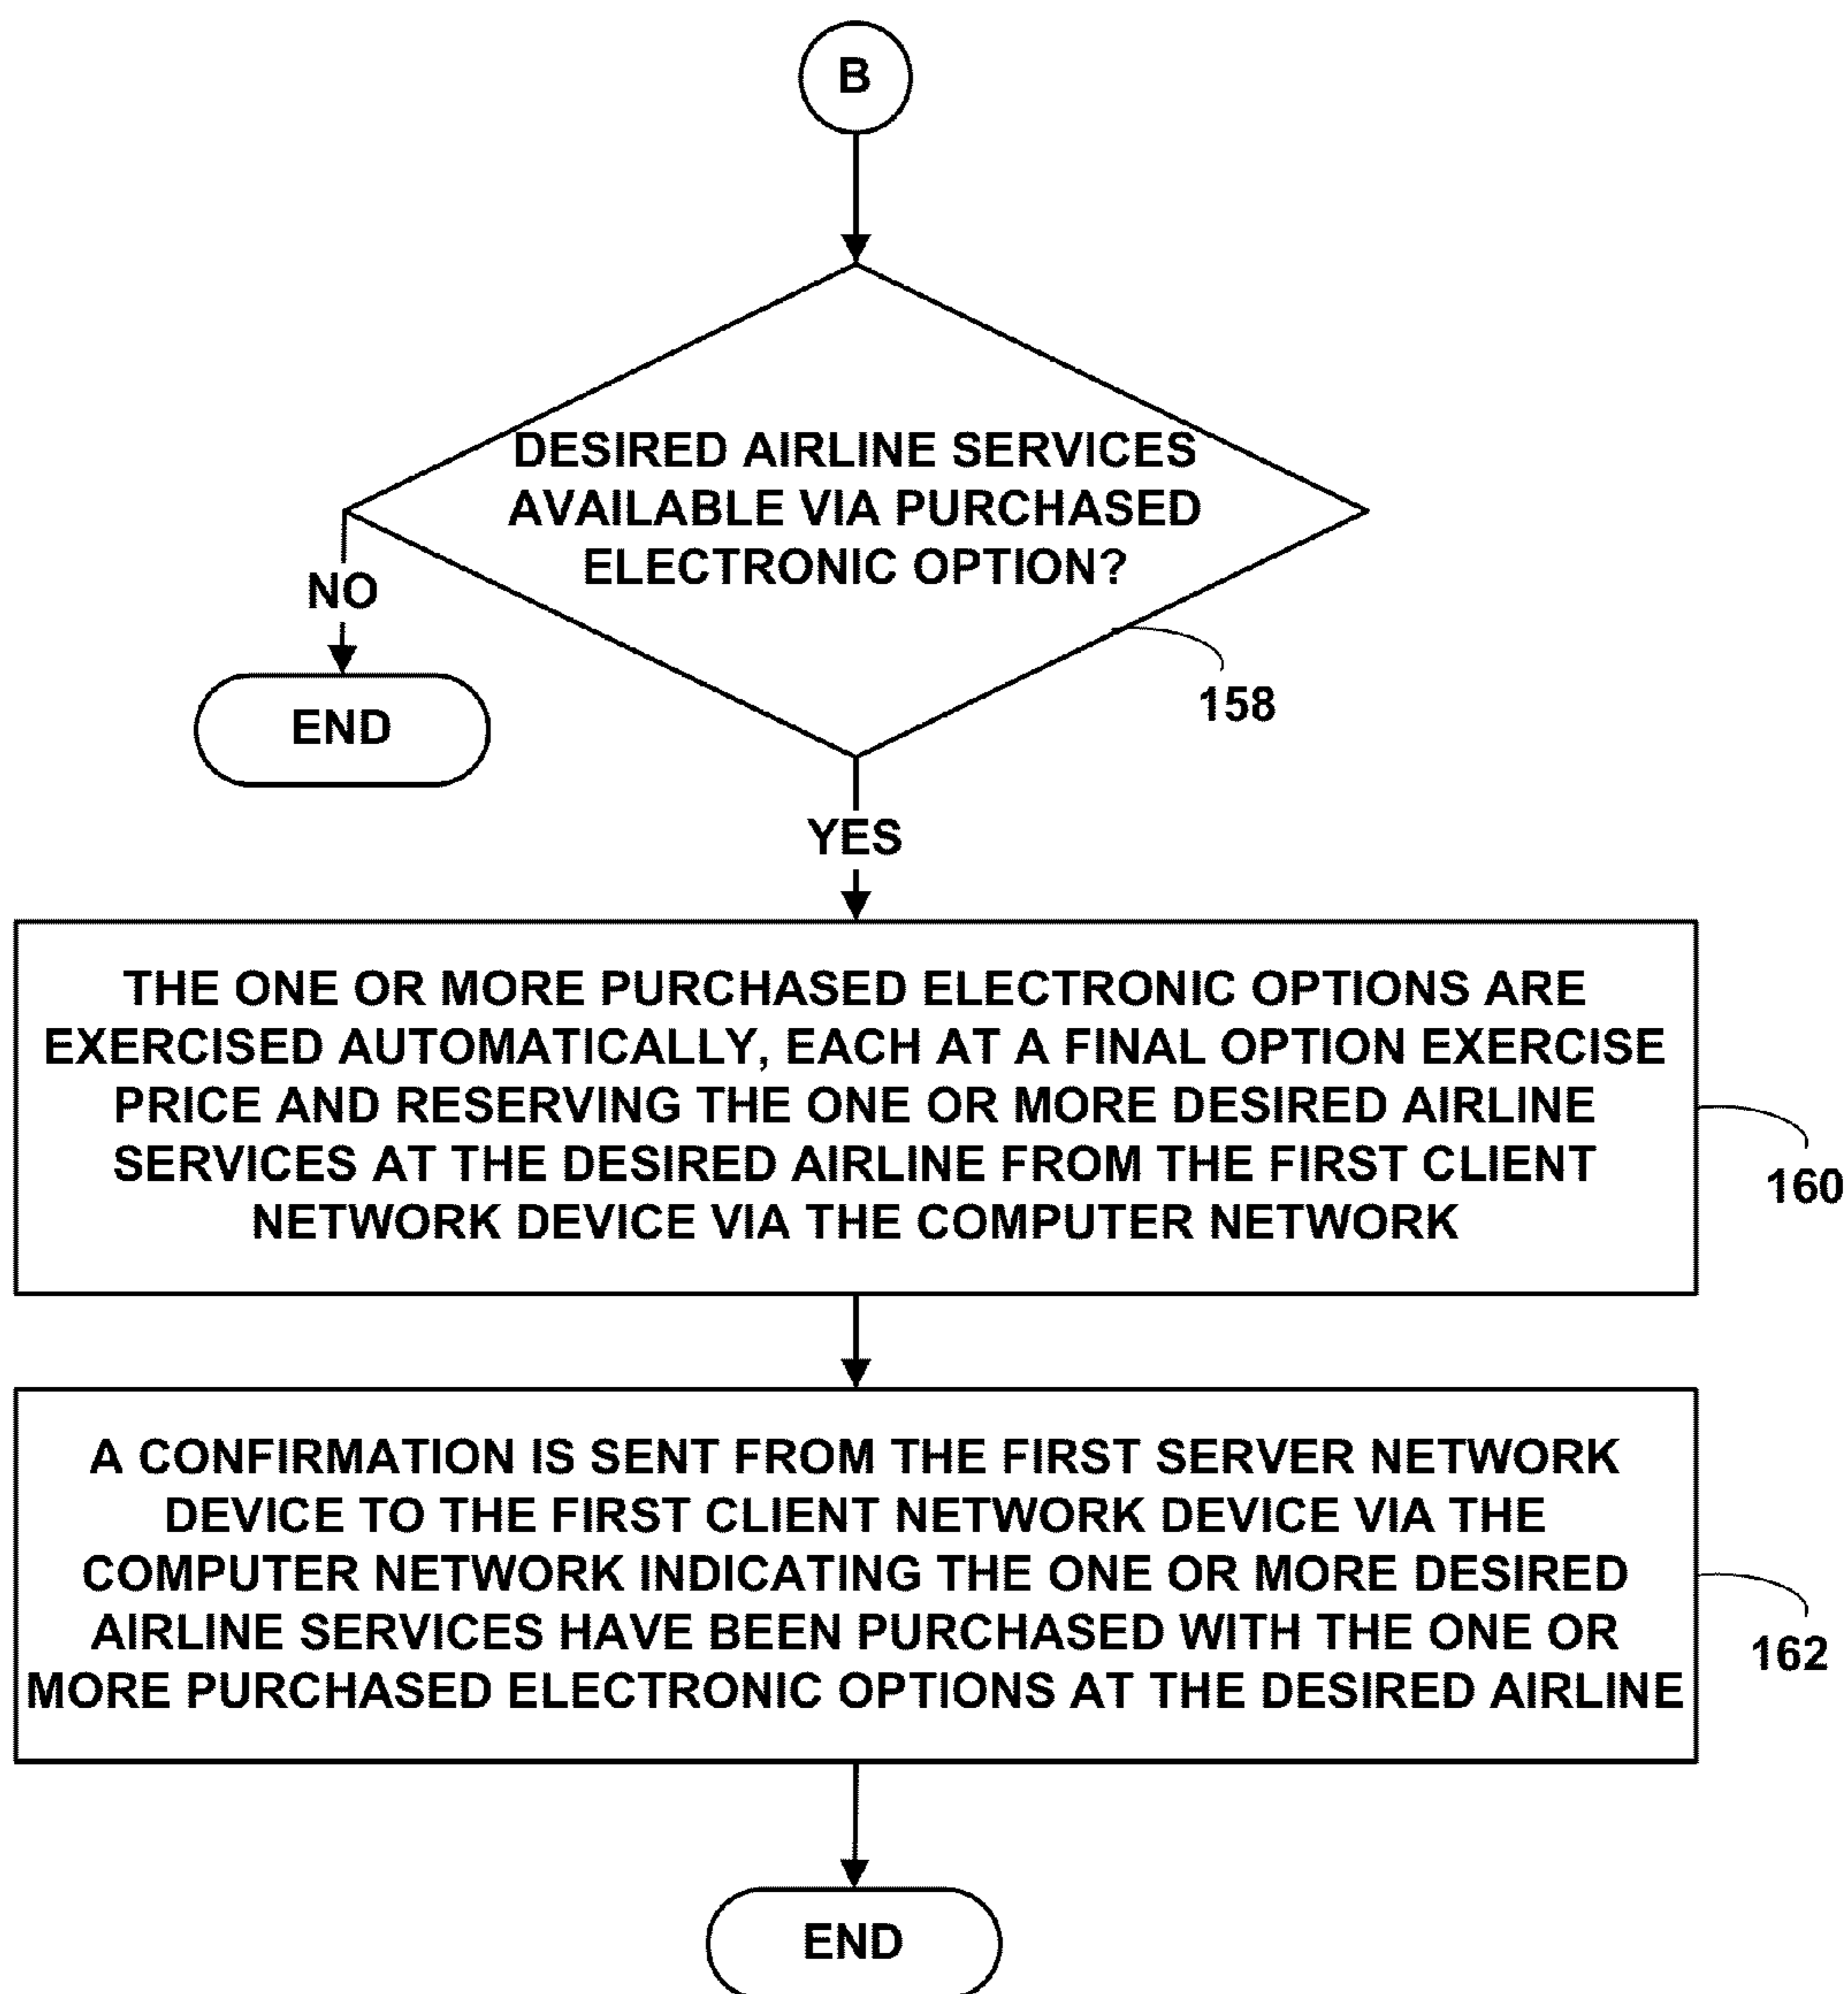 B
DESIRED AIRLINE SERVICES
AVAILABLE VIA PURCHASED
ELECTRONIC OPTION?
NO
END
158
YES
THE ONE OR MORE PURCHASED ELECTRONIC OPTIONS ARE
EXERCISED AUTOMATICALLY, EACH AT A FINAL OPTION EXERCISE
PRICE AND RESERVING THE ONE OR MORE DESIRED AIRLINE
SERVICES AT THE DESIRED AIRLINE FROM THE FIRST CLIENT
NETWORK DEVICE VIA THE COMPUTER NETWORK
160
A CONFIRMATION IS SENT FROM THE FIRST SERVER NETWORK
DEVICE TO THE FIRST CLIENT NETWORK DEVICE VIA THE
COMPUTER NETWORK INDICATING THE ONE OR MORE DESIRED
AIRLINE SERVICES HAVE BEEN PURCHASED WITH THE ONE OR
MORE PURCHASED ELECTRONIC OPTIONS AT THE DESIRED AIRLINE
162
END